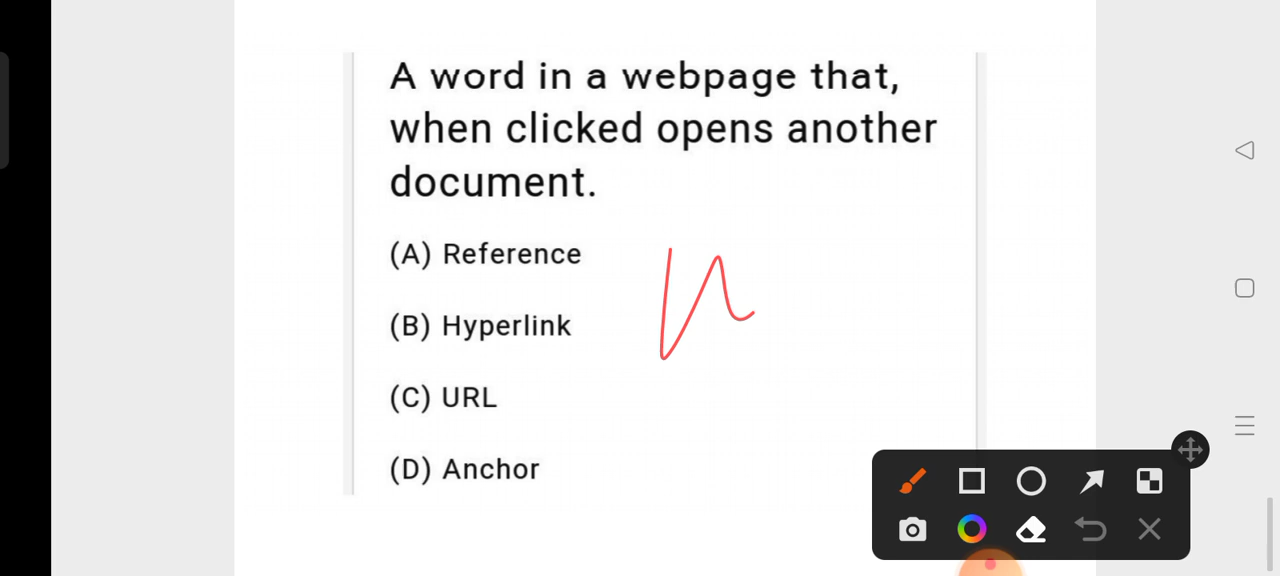 A word in a webpage that,
when clicked opens another
document.
(A) Reference
(B) Hyperlink
(C) URL
(D) Anchor